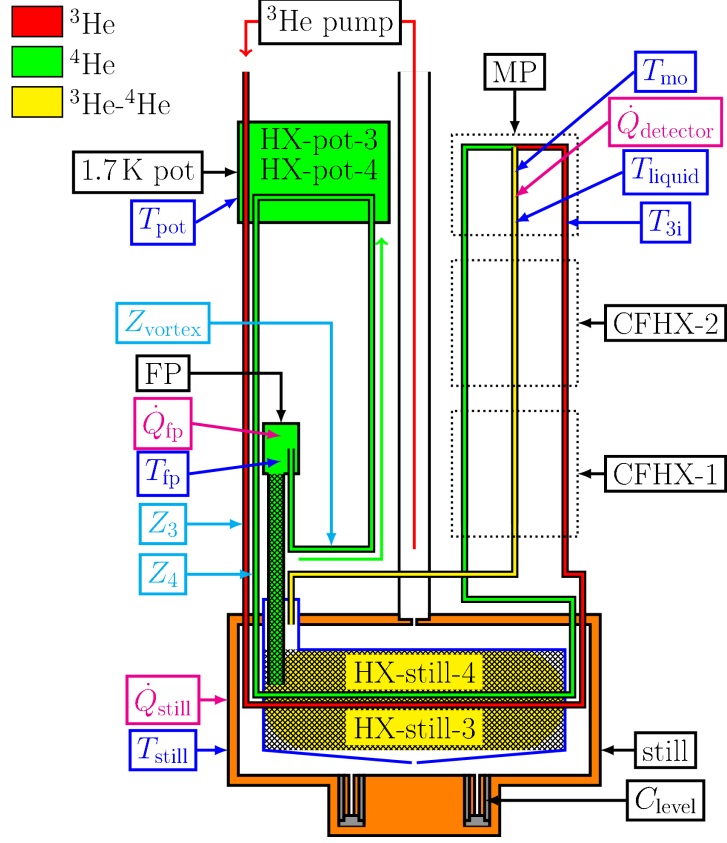 ³He
⁴He
³He-⁴He
³He pump
MP
T_mo
Q̇_detector
T_liquid
T_3i
HX-pot-3
HX-pot-4
1.7 K pot
T_pot
Z_vortex
FP
Q̇_fp
T_fp
Z_3
Z_4
CFHX-2
CFHX-1
HX-still-4
HX-still-3
Q̇_still
T_still
still
C_level